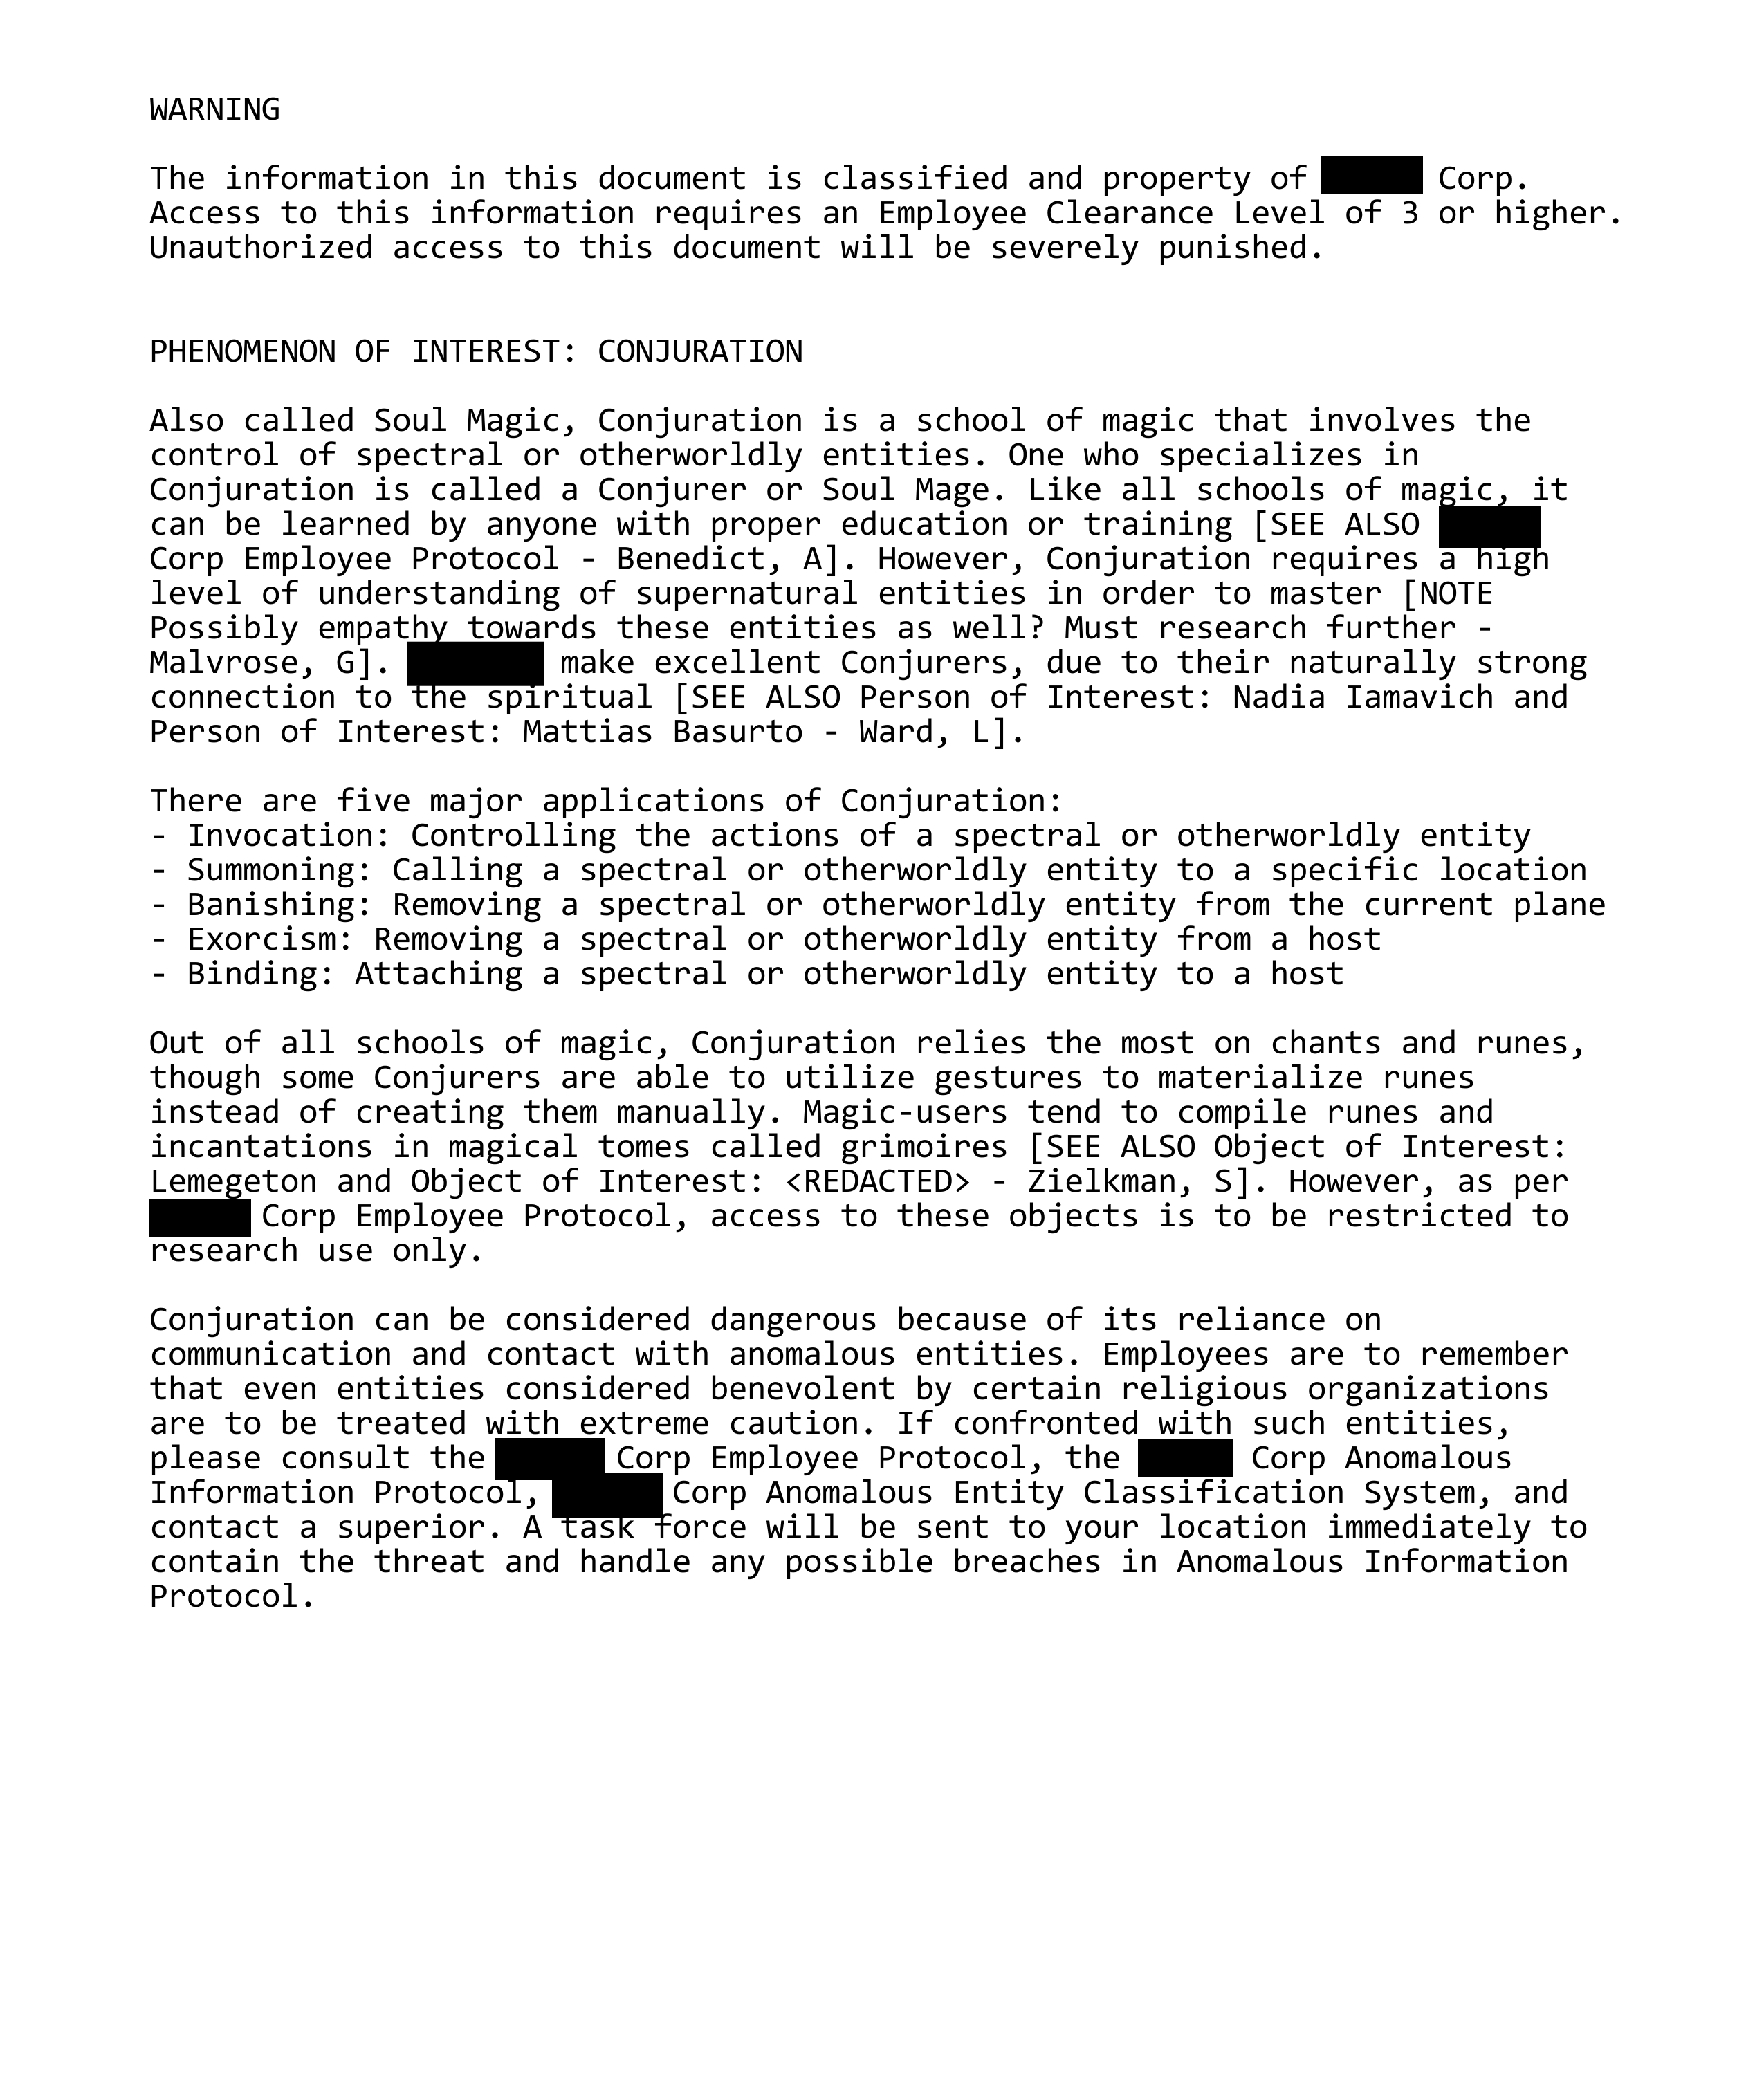 WARNING
The information in this document is classified and property of Corp.
Access to this information requires an Employee Clearance Level of 3 or higher.
Unauthorized access to this document will be severely punished.
PHENOMENON OF INTEREST: CONJURATION
Also called Soul Magic, Conjuration is a school of magic that involves the
control of spectral or otherworldly entities. One who specializes in
Conjuration is called a Conjurer or Soul Mage. Like all schools of magic, it
can be learned by anyone with proper education or training [SEE ALSO
Corp Employee Protocol - Benedict, A]. However, Conjuration requires a high
level of understanding of supernatural entities in order to master [NOTE
Possibly empathy towards these entities as well? Must research further -
Malvrose, G]. make excellent Conjurers, due to their naturally strong
connection to the spiritual [SEE ALSO Person of Interest: Nadia Iamavich and
Person of Interest: Mattias Basurto - Ward, L].
There are five major applications of Conjuration:
- Invocation: Controlling the actions of a spectral or otherworldly entity
- Summoning: Calling a spectral or otherworldly entity to a specific location
- Banishing: Removing a spectral or otherworldly entity from the current plane
- Exorcism: Removing a spectral or otherworldly entity from a host
- Binding: Attaching a spectral or otherworldly entity to a host
Out of all schools of magic, Conjuration relies the most on chants and runes,
though some Conjurers are able to utilize gestures to materialize runes
instead of creating them manually. Magic-users tend to compile runes and
incantations in magical tomes called grimoires [SEE ALSO Object of Interest:
Lemegeton and Object of Interest: <REDACTED> - Zielkman, S]. However, as per
Corp Employee Protocol, access to these objects is to be restricted to
research use only.
Conjuration can be considered dangerous because of its reliance on
communication and contact with anomalous entities. Employees are to remember
that even entities considered benevolent by certain religious organizations
are to be treated with extreme caution. If confronted with such entities,
please consult the Corp Employee Protocol, the Corp Anomalous
Information Protocol, Corp Anomalous Entity Classification System, and
contact a superior. A task force will be sent to your location immediately to
contain the threat and handle any possible breaches in Anomalous Information
Protocol.